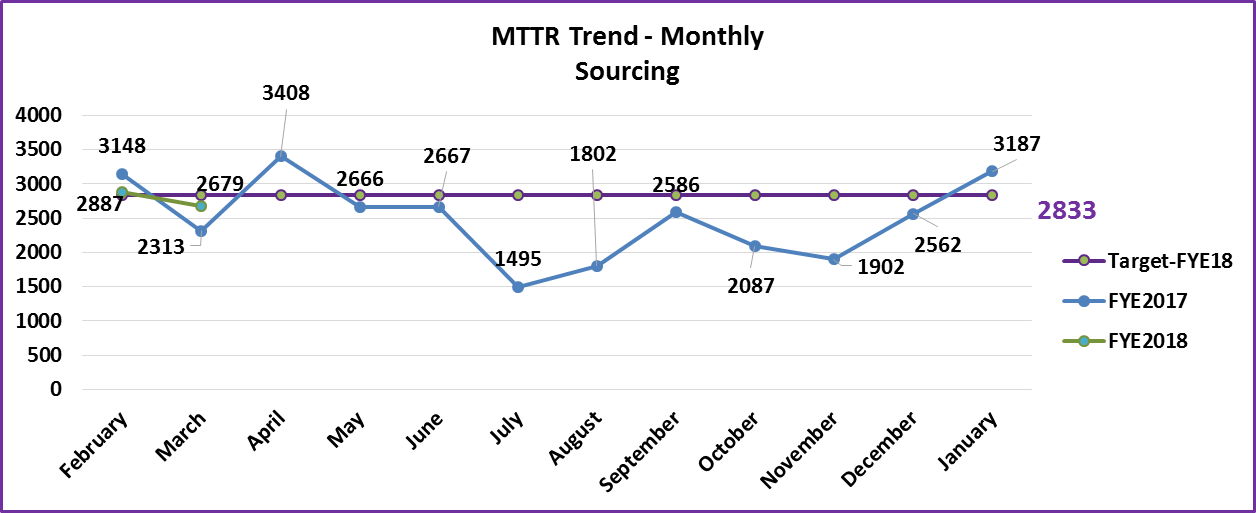 MTTR Trend - Monthly
Sourcing
4000
3500
3000
2500
2000
1500
1000
500
0
3148
2887
2313
2679
3408
2666
2667
1495
1802
2586
2087
1902
2562
3187
2833
February
March
April
May
June
July
August
September
October
November
December
January
Target-FYE18
FYE2017
FYE2018